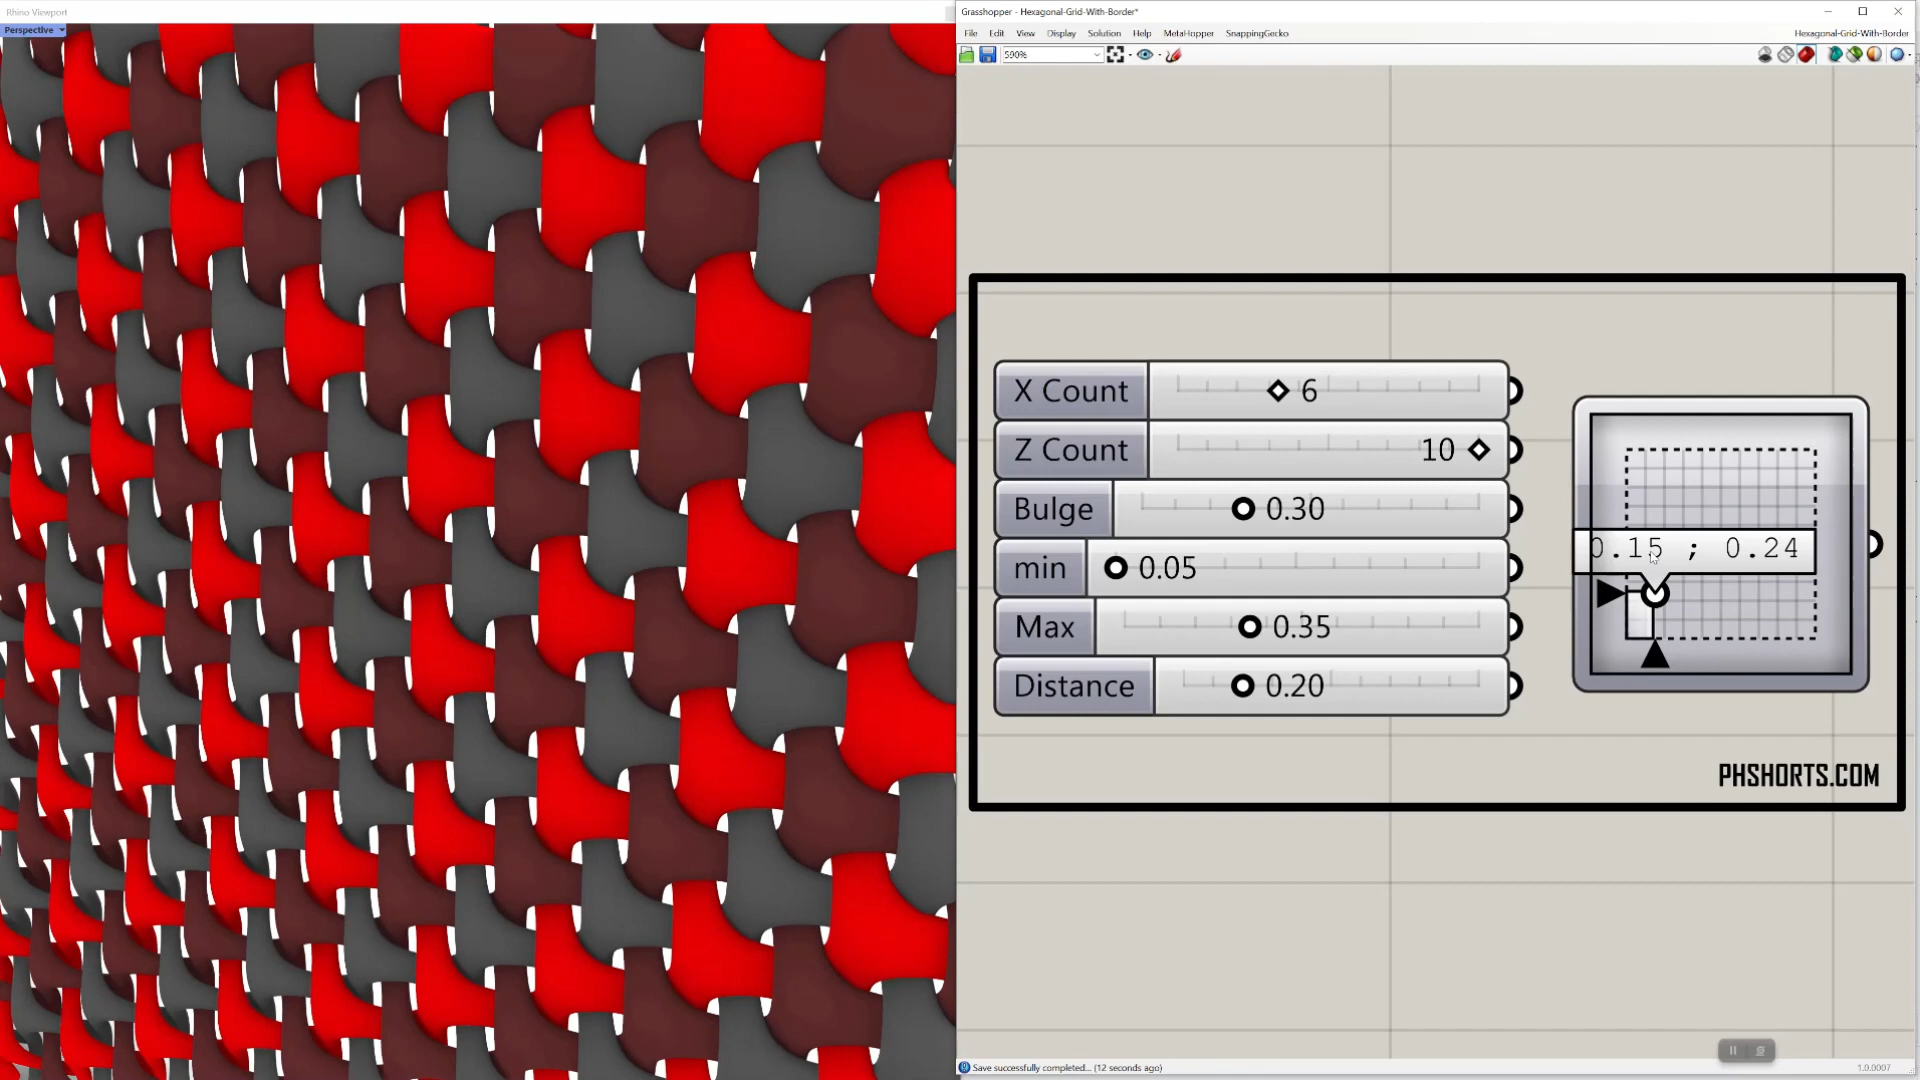 Rhino Viewport
Perspective
Grasshopper - Hexagonal-Grid-With-Border*
File Edit View Display Solution Help MetaHopper SnappingGecko
Hexagonal-Grid-With-Border
590%
X Count 6
Z Count 10
Bulge 0.30
min 0.05
Max 0.35
Distance 0.20
0.15 ; 0.24
PHSHORTS.COM
Save successfully completed... (12 seconds ago)
1.0.0007